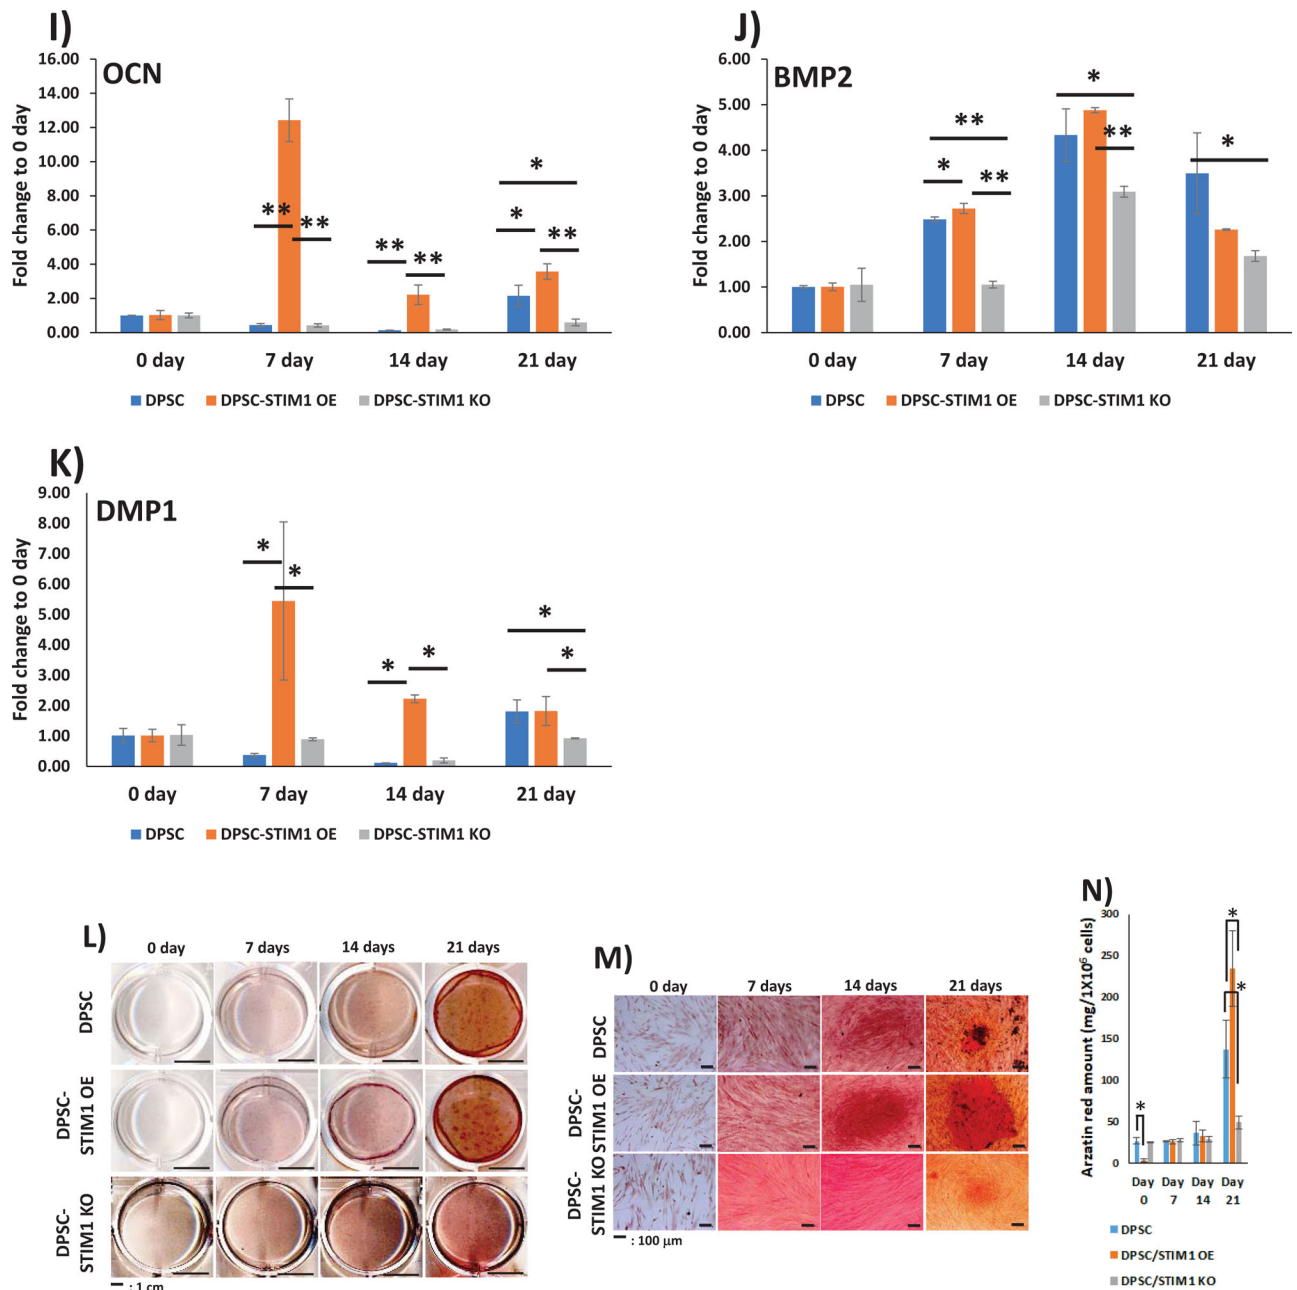 I)
OCN
Fold change to 0 day
16.00
14.00
12.00
10.00
8.00
6.00
4.00
2.00
0.00
** **
** **
* * **
0 day 7 day 14 day 21 day
DPSC DPSC-STIM1 OE DPSC-STIM1 KO
J)
BMP2
Fold change to 0 day
6.00
5.00
4.00
3.00
2.00
1.00
0.00
** * **
* **
*
0 day 7 day 14 day 21 day
DPSC DPSC-STIM1 OE DPSC-STIM1 KO
K)
DMP1
Fold change to 0 day
9.00
8.00
7.00
6.00
5.00
4.00
3.00
2.00
1.00
0.00
* *
* *
* *
0 day 7 day 14 day 21 day
DPSC DPSC-STIM1 OE DPSC-STIM1 KO
L)
0 day 7 days 14 days 21 days
DPSC
DPSC-
STIM1 OE
DPSC-
STIM1 KO
: 1 cm
M)
0 day 7 days 14 days 21 days
DPSC
DPSC-
STIM1 OE
DPSC-
STIM1 KO
: 100 μm
N)
Arzatin red amount (mg/1X10⁶ cells)
300
250
200
150
100
50
0
*
* *
Day Day Day Day
0 7 14 21
DPSC
DPSC/STIM1 OE
DPSC/STIM1 KO